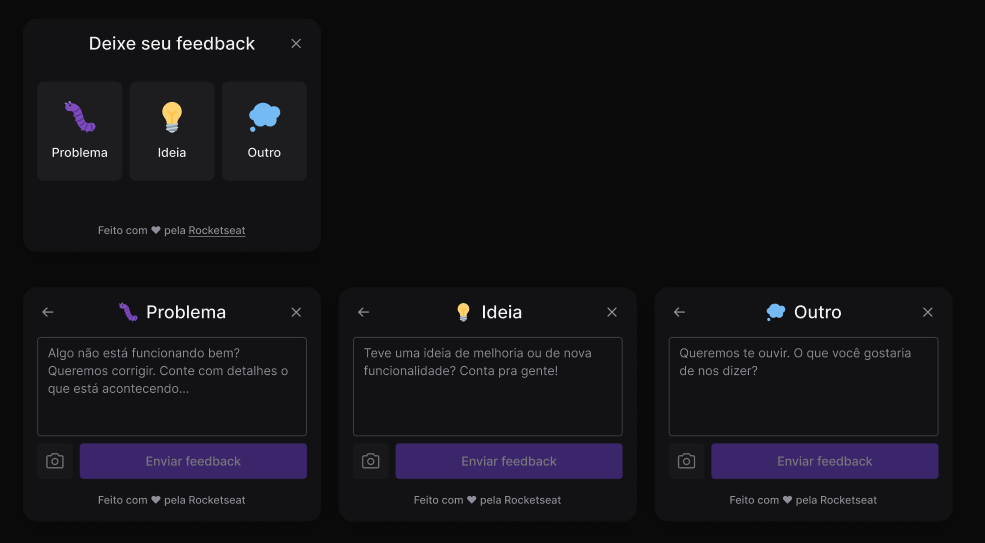 Deixe seu feedback
Problema
Ideia
Outro
Feito com ❤ pela Rocketseat
Problema
Algo não está funcionando bem?
Queremos corrigir. Conte com detalhes o
que está acontecendo...
Enviar feedback
Feito com ❤ pela Rocketseat
Ideia
Teve uma ideia de melhoria ou de nova
funcionalidade? Conta pra gente!
Enviar feedback
Feito com ❤ pela Rocketseat
Outro
Queremos te ouvir. O que você gostaria
de nos dizer?
Enviar feedback
Feito com ❤ pela Rocketseat